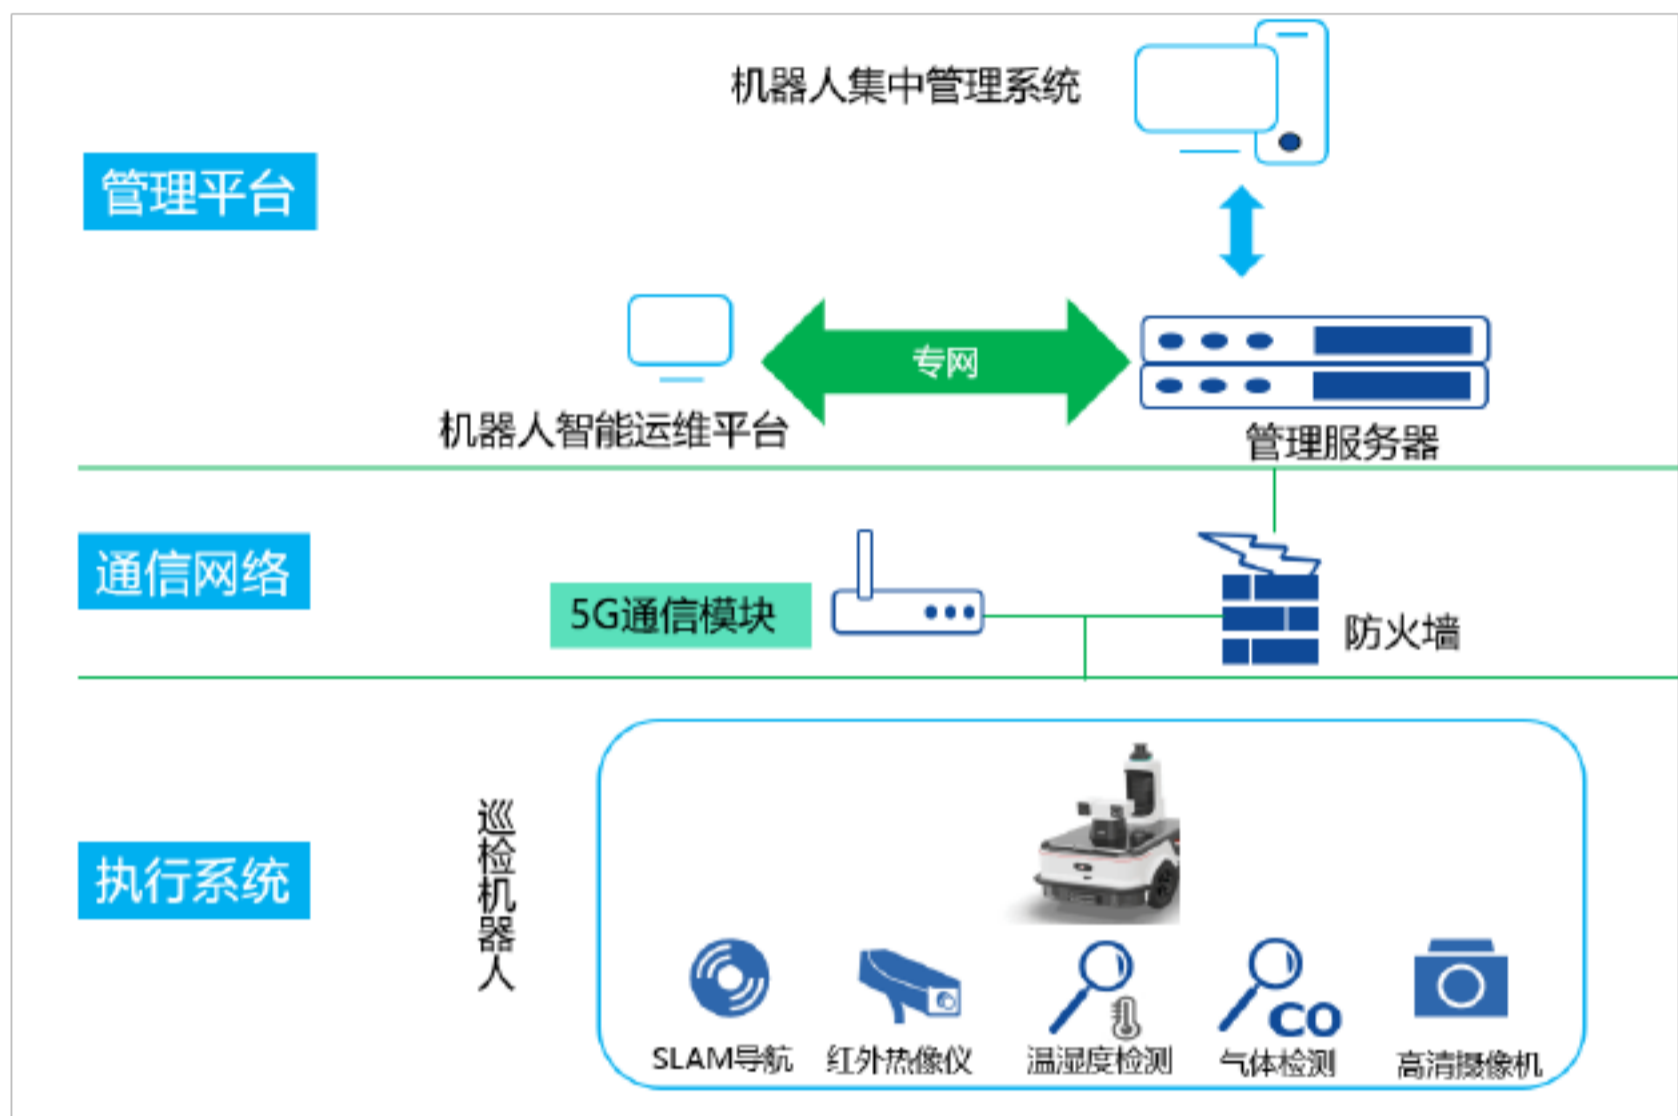 机器人集中管理系统
管理平台
专网
机器人智能运维平台
管理服务器
通信网络
5G通信模块
防火墙
执行系统
巡检机器人
CO
SLAM导航
红外热像仪
温湿度检测
气体检测
高清摄像机